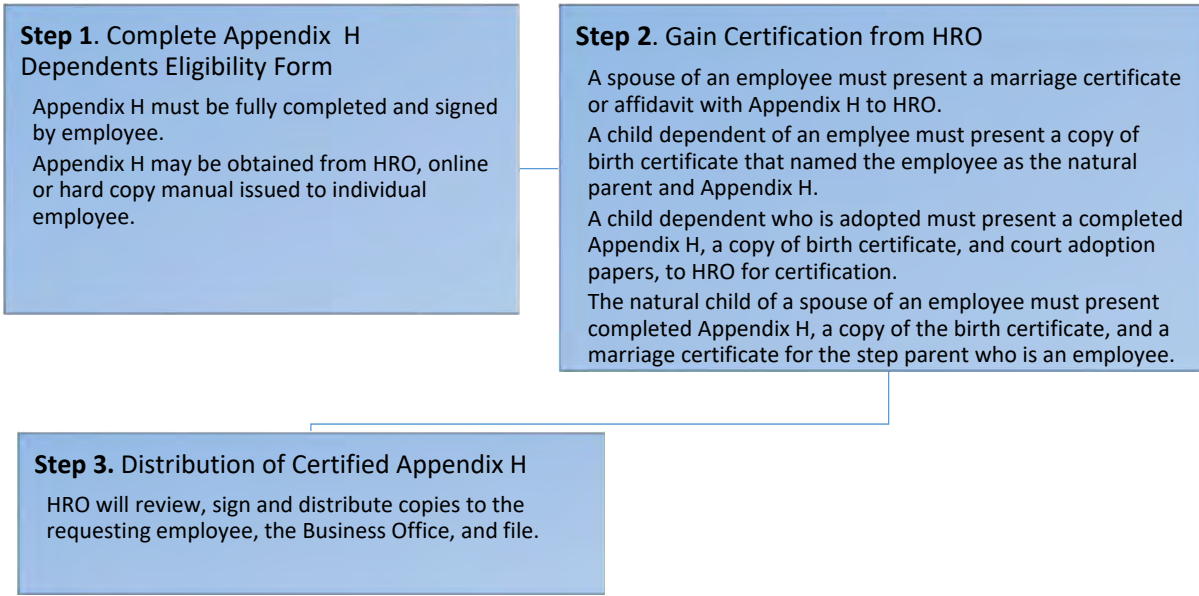 Step 1. Complete Appendix H
Dependents Eligibility Form
Appendix H must be fully completed and signed
by employee.
Appendix H may be obtained from HRO, online
or hard copy manual issued to individual
employee.
Step 2. Gain Certification from HRO
A spouse of an employee must present a marriage certificate
or affidavit with Appendix H to HRO.
A child dependent of an emplyee must present a copy of
birth certificate that named the employee as the natural
parent and Appendix H.
A child dependent who is adopted must present a completed
Appendix H, a copy of birth certificate, and court adoption
papers, to HRO for certification.
The natural child of a spouse of an employee must present
completed Appendix H, a copy of the birth certificate, and a
marriage certificate for the step parent who is an employee.
Step 3. Distribution of Certified Appendix H
HRO will review, sign and distribute copies to the
requesting employee, the Business Office, and file.